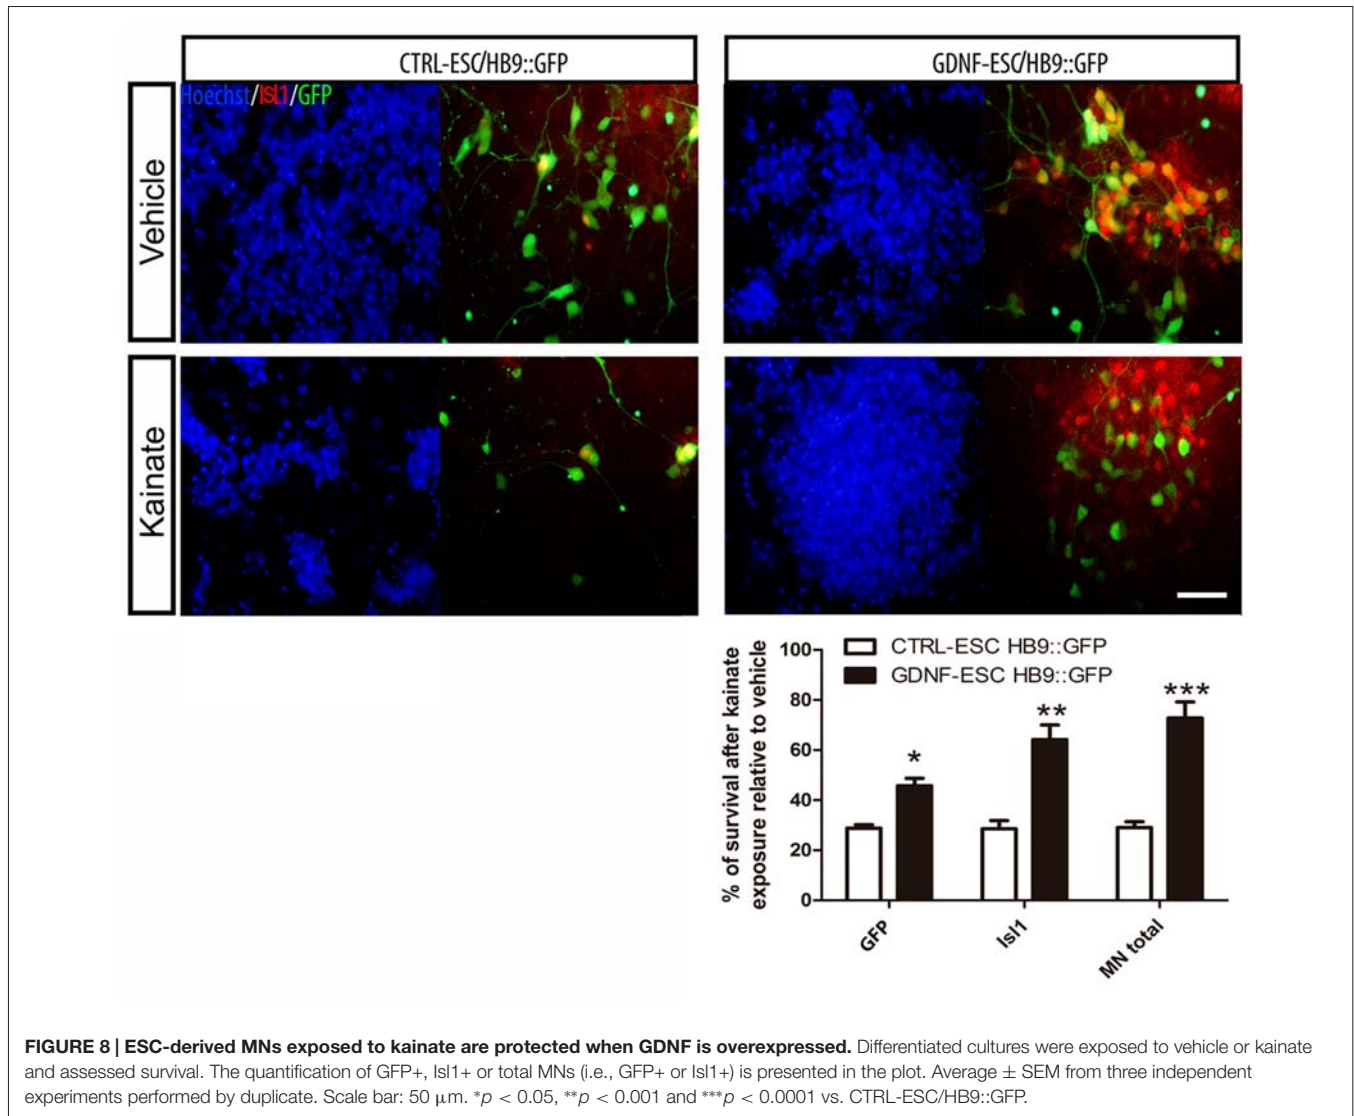 CTRL-ESC/HB9::GFP
GDNF-ESC/HB9::GFP
Hoechst/Isl1/GFP
Vehicle
Kainate
% of survival after kainate
exposure relative to vehicle
100
80
60
40
20
0
CTRL-ESC HB9::GFP
GDNF-ESC HB9::GFP
*
**
***
GFP
Isl1
MN total
FIGURE 8 | ESC-derived MNs exposed to kainate are protected when GDNF is overexpressed. Differentiated cultures were exposed to vehicle or kainate
and assessed survival. The quantification of GFP+, Isl1+ or total MNs (i.e., GFP+ or Isl1+) is presented in the plot. Average ± SEM from three independent
experiments performed by duplicate. Scale bar: 50 μm. *p < 0.05, **p < 0.001 and ***p < 0.0001 vs. CTRL-ESC/HB9::GFP.